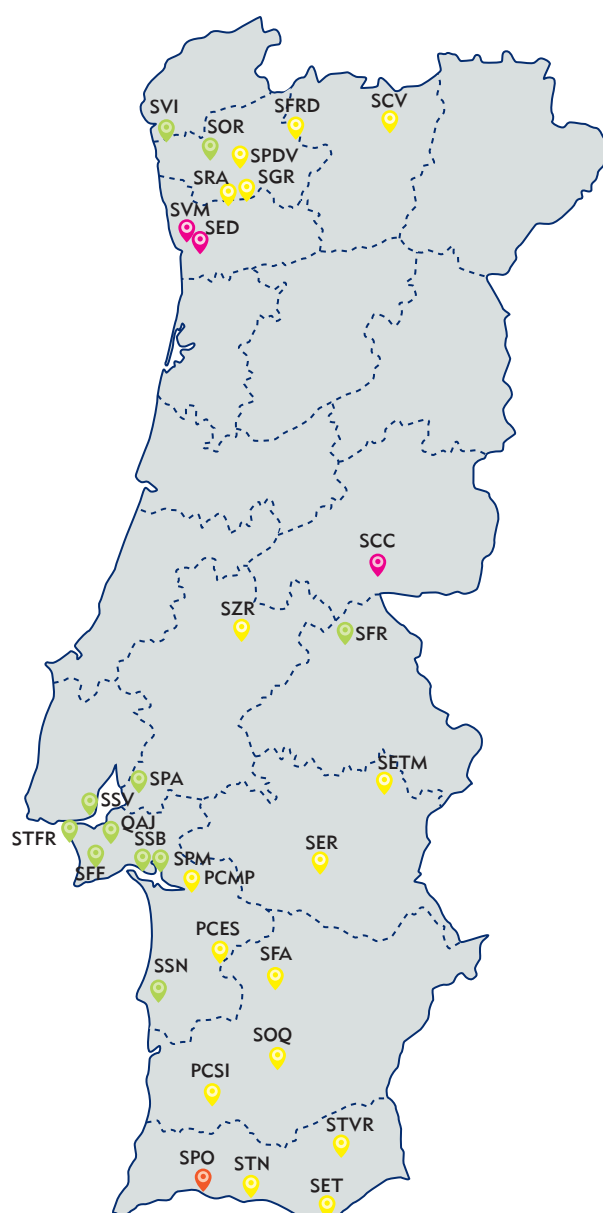 SVI
SOR
SFRD
SCV
SPDV
SRA
SGR
SVM
SED
SCC
SZR
SFR
SETM
SPA
SSV
STFR
QAJ
SSB
SFF
SPM
SER
PCMP
PCES
SFA
SSN
SOQ
PCSI
STVR
SPO
STN
SET